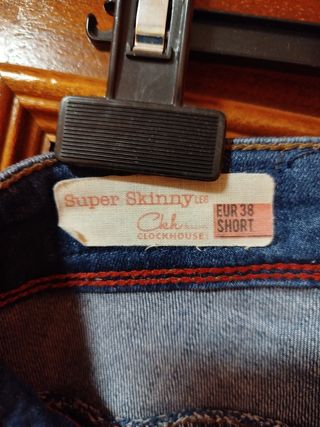 Super Skinny LEG
Ckh
CLOCKHOUSE
EUR 38
SHORT